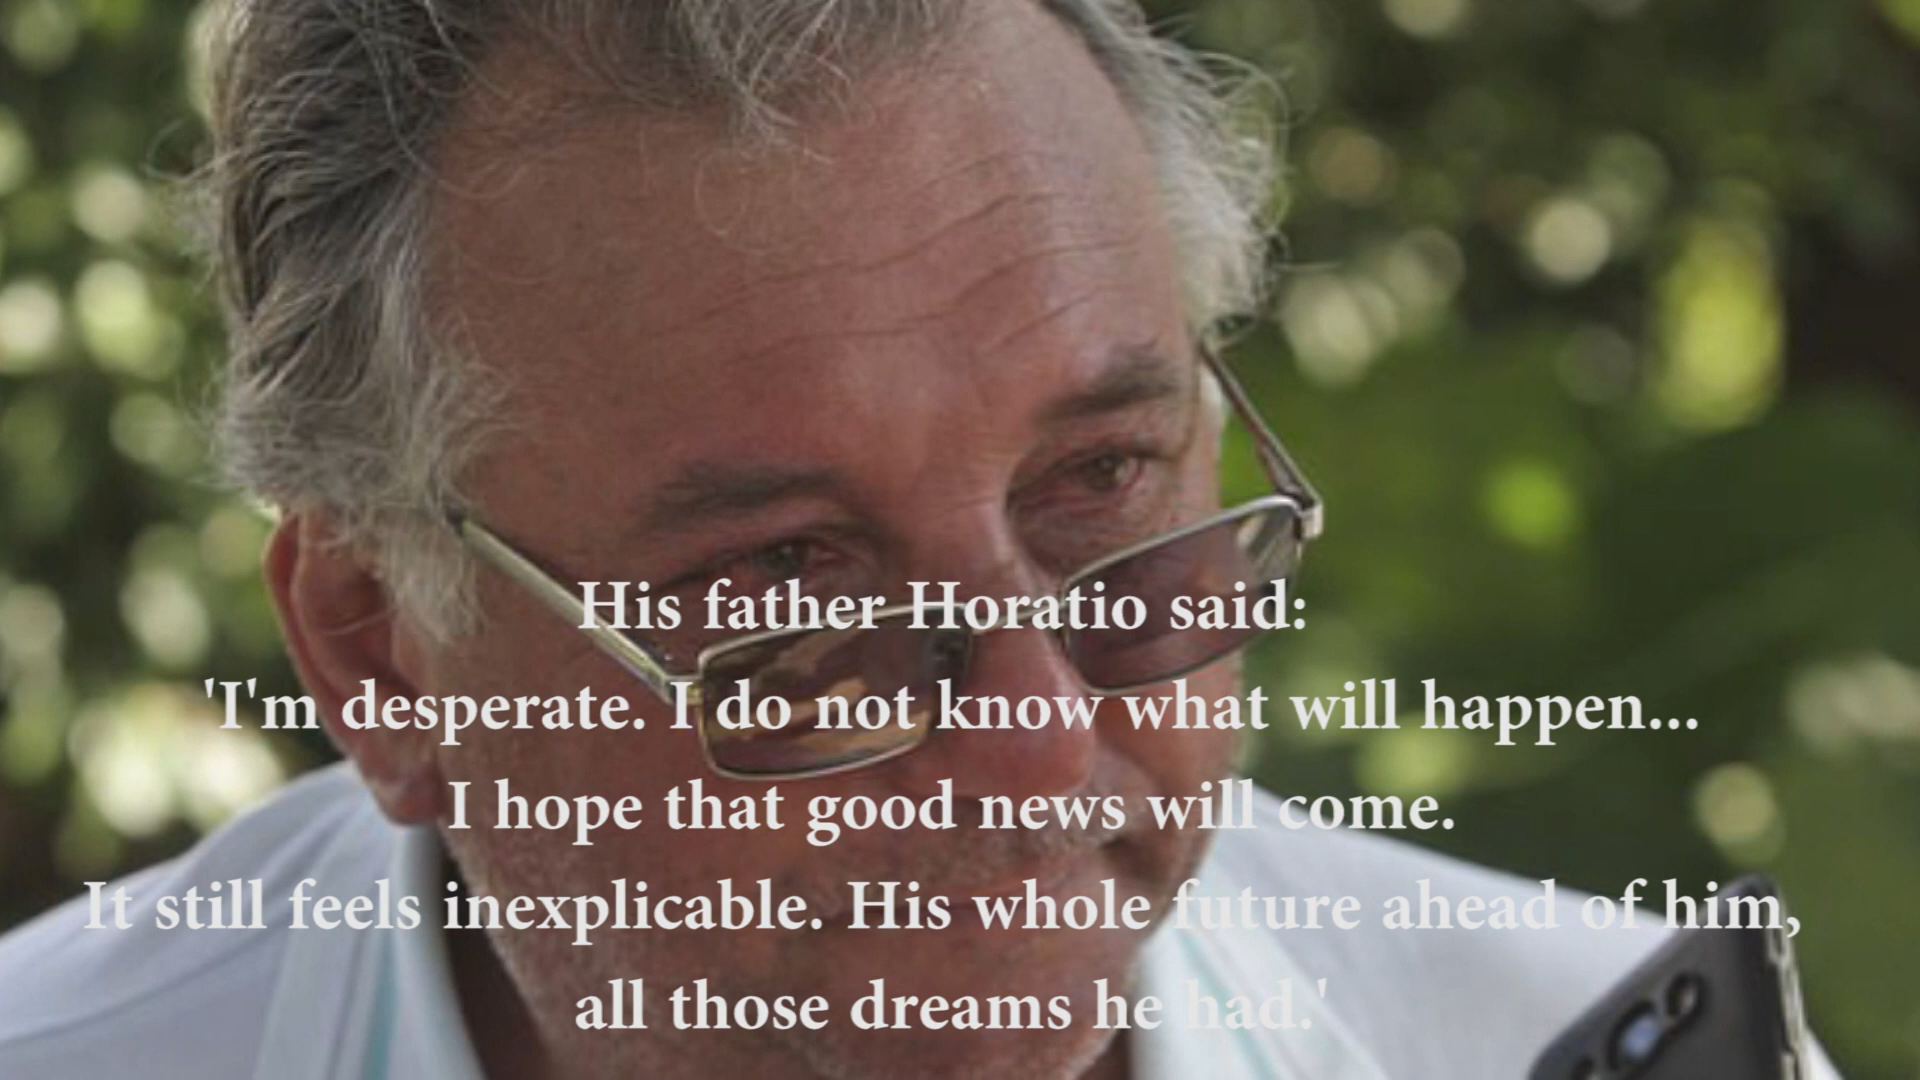 His father Horatio said:
'I'm desperate. I do not know what will happen...
I hope that good news will come.
It still feels inexplicable. His whole future ahead of him,
all those dreams he had.'